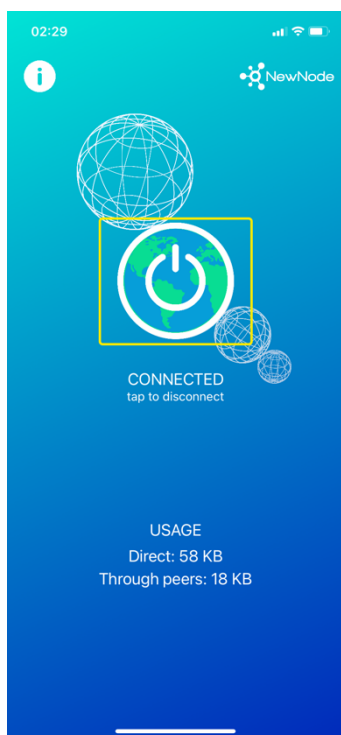 02:29
NewNode
CONNECTED
tap to disconnect
USAGE
Direct: 58 KB
Through peers: 18 KB